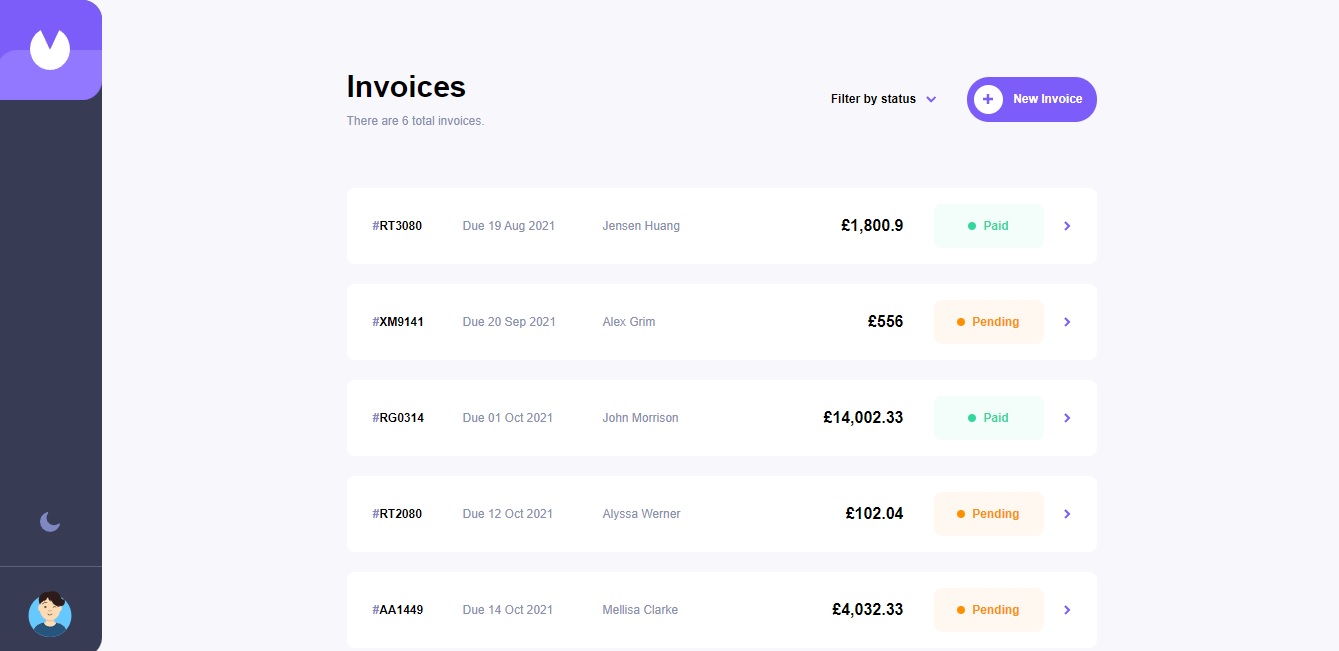 Invoices
There are 6 total invoices.
Filter by status
New Invoice
#RT3080 Due 19 Aug 2021 Jensen Huang £1,800.9 Paid
#XM9141 Due 20 Sep 2021 Alex Grim £556 Pending
#RG0314 Due 01 Oct 2021 John Morrison £14,002.33 Paid
#RT2080 Due 12 Oct 2021 Alyssa Werner £102.04 Pending
#AA1449 Due 14 Oct 2021 Mellisa Clarke £4,032.33 Pending